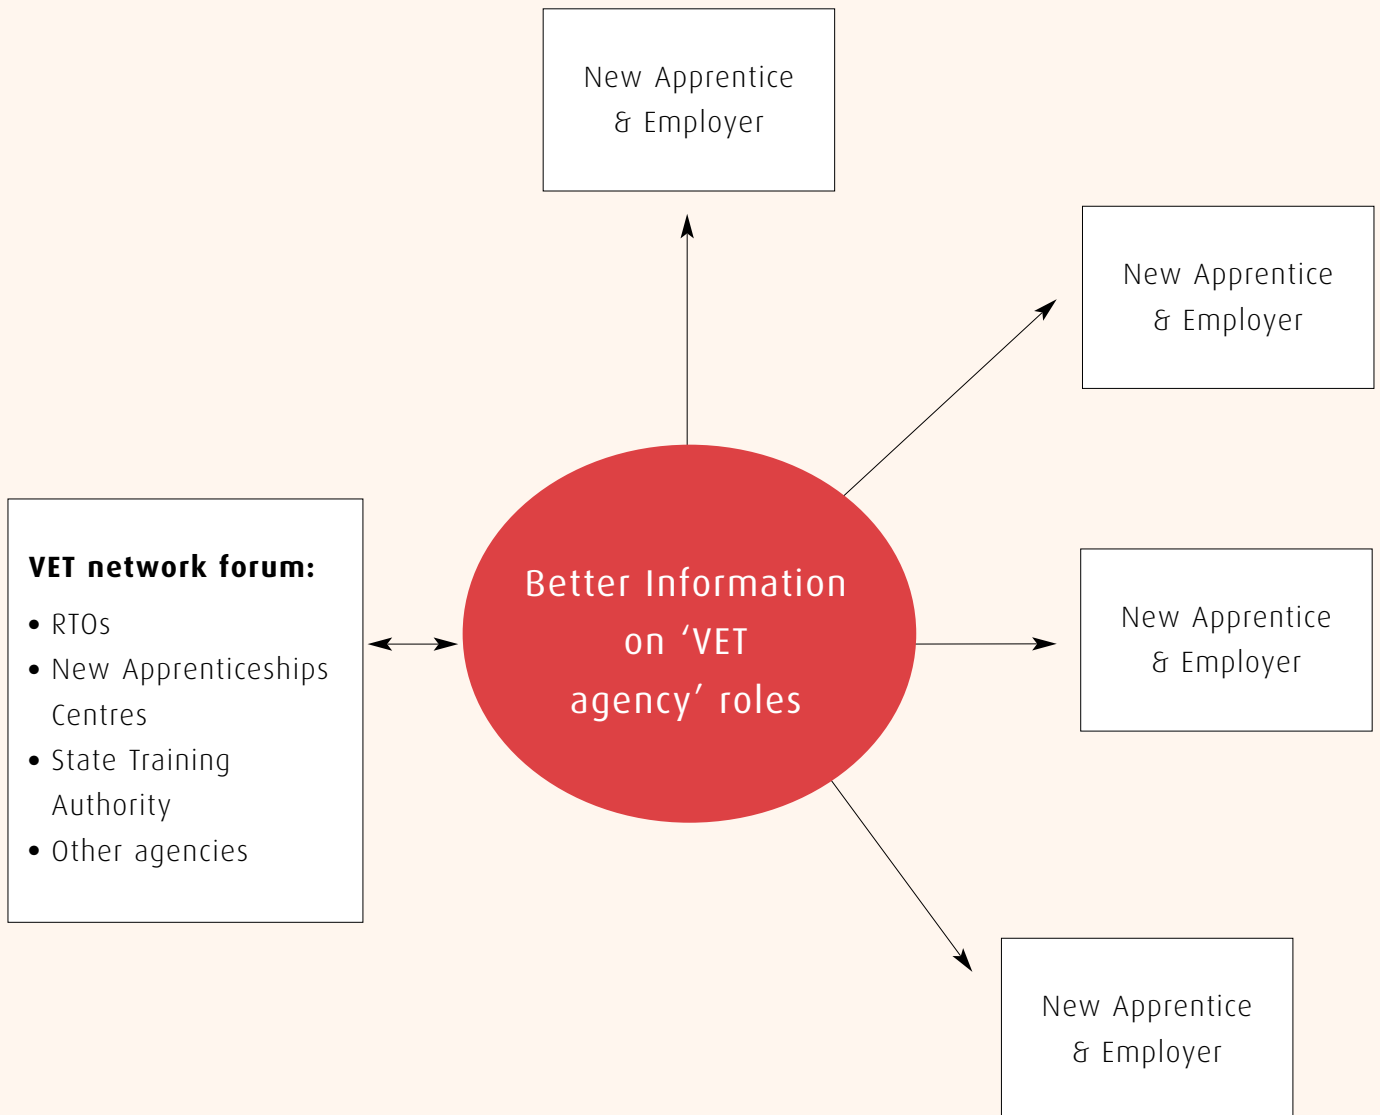 New Apprentice
& Employer
New Apprentice
& Employer
VET network forum:
• RTOs
• New Apprenticeships
Centres
• State Training
Authority
• Other agencies
Better Information
on ‘VET
agency’ roles
New Apprentice
& Employer
New Apprentice
& Employer